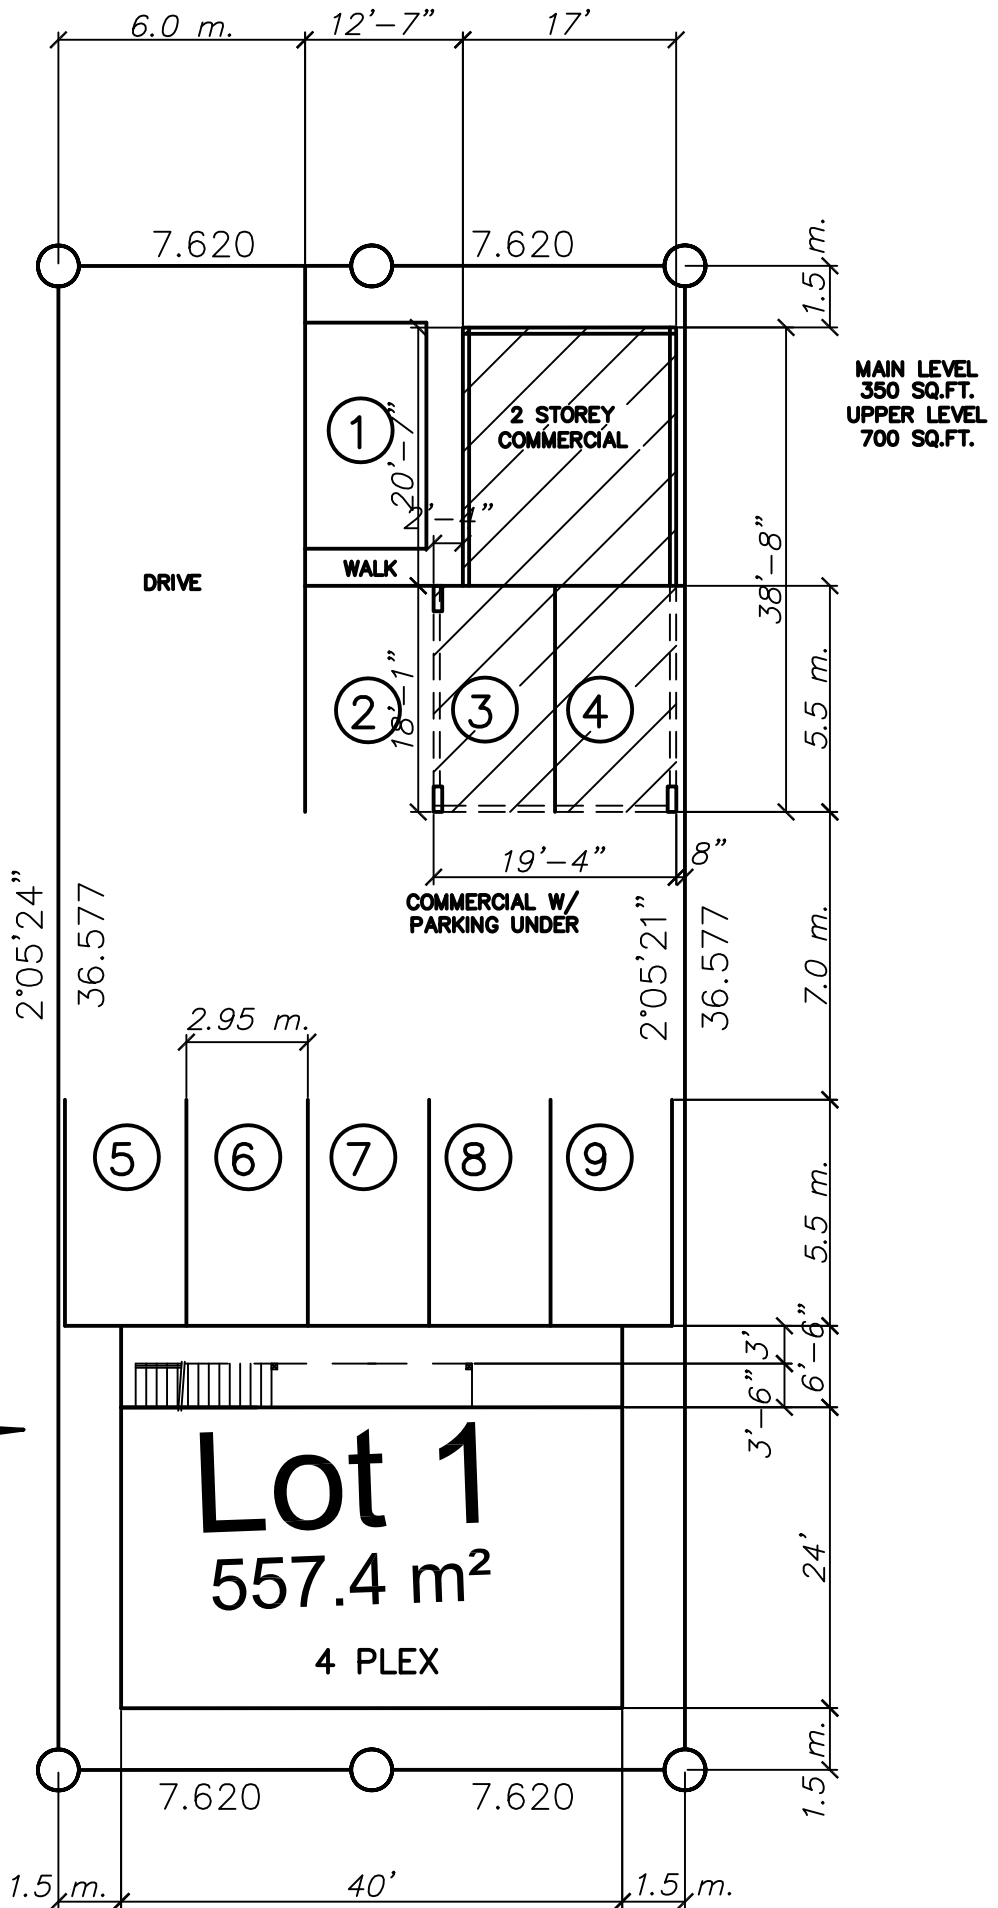 6.0 m.
12'-7"
17'
7.620
7.620
1.5 m.
MAIN LEVEL
350 SQ.FT.
UPPER LEVEL
700 SQ.FT.
1
20'-7"
2 STOREY
COMMERCIAL
2'-4"
38'-8"
DRIVE
WALK
2
18'-1"
3
4
5.5 m.
19'-4"
8"
COMMERCIAL W/
PARKING UNDER
2°05'24"
36.577
2°05'21"
36.577
7.0 m.
2.95 m.
5
6
7
8
9
5.5 m.
3'
6'-6"
3'-6"
Lot 1
557.4 m²
4 PLEX
24'
7.620
7.620
1.5 m.
1.5 m.
40'
1.5 m.